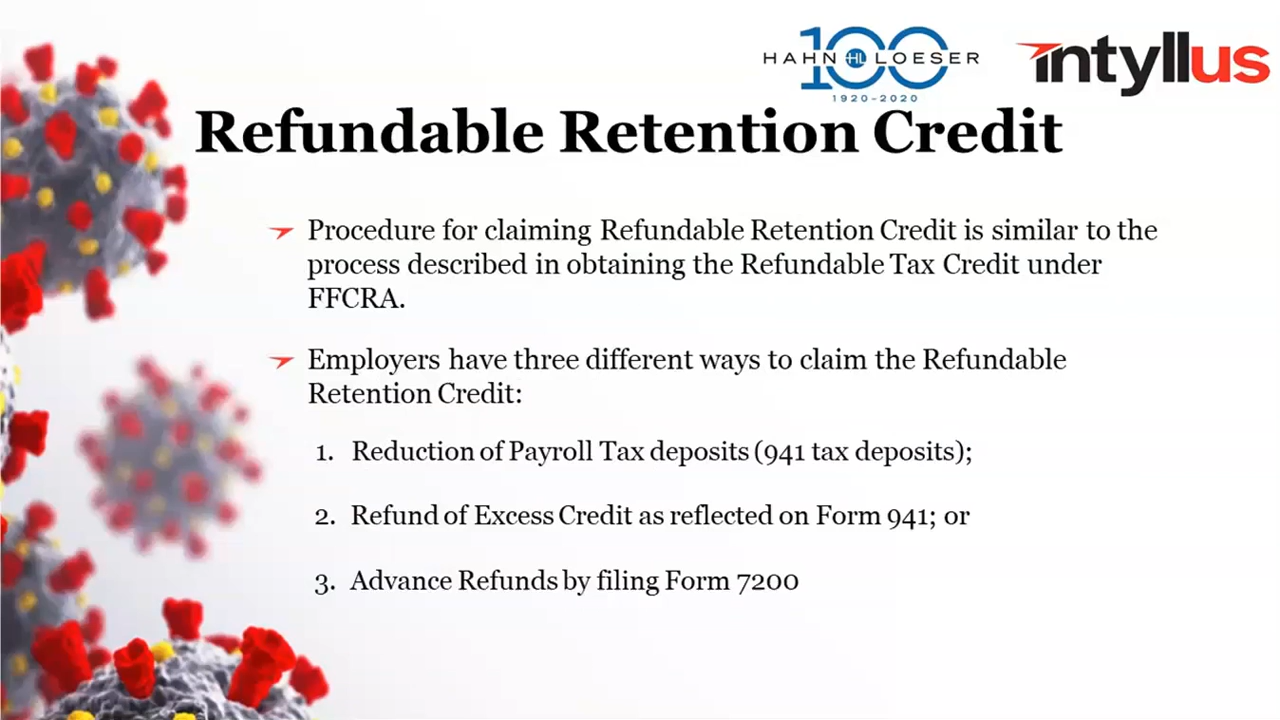 HAHN HL LOESER
100
1920-2020
intyllus
Refundable Retention Credit
Procedure for claiming Refundable Retention Credit is similar to the
process described in obtaining the Refundable Tax Credit under
FFCRA.
Employers have three different ways to claim the Refundable
Retention Credit:
1. Reduction of Payroll Tax deposits (941 tax deposits);
2. Refund of Excess Credit as reflected on Form 941; or
3. Advance Refunds by filing Form 7200